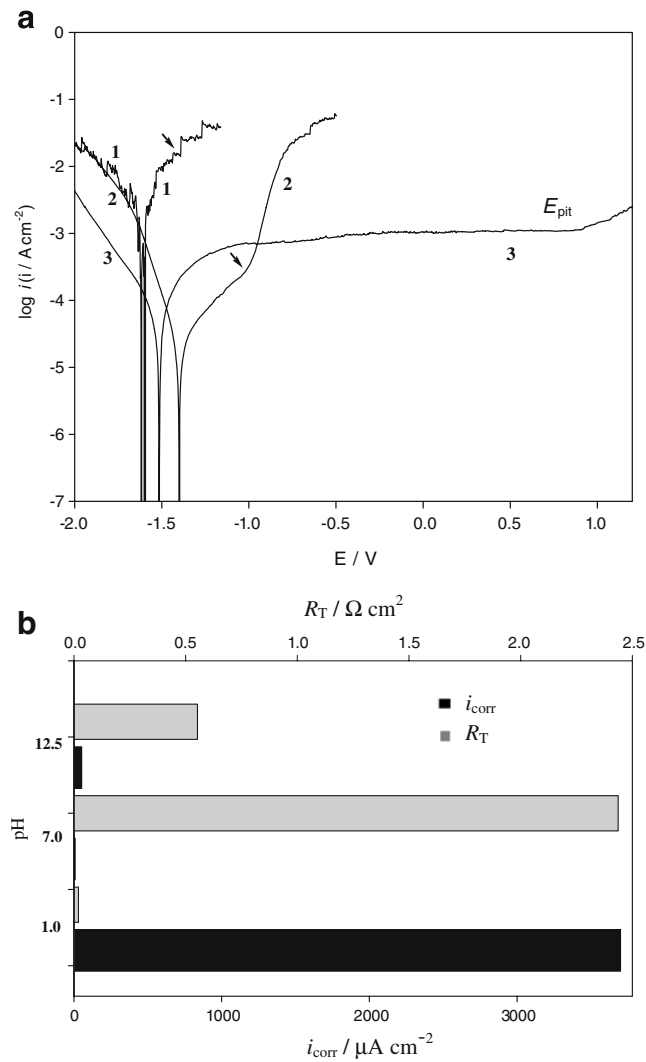 a
0
-1
-2
-3
-4
-5
-6
-7
log i (i / A cm⁻²)
1
1
2
2
3
3
E_pit
-2.0 -1.5 -1.0 -0.5 0.0 0.5 1.0
E / V
b
R_T / Ω cm²
0.0 0.5 1.0 1.5 2.0 2.5
i_corr
R_T
12.5
7.0
1.0
pH
0 1000 2000 3000
i_corr / μA cm⁻²